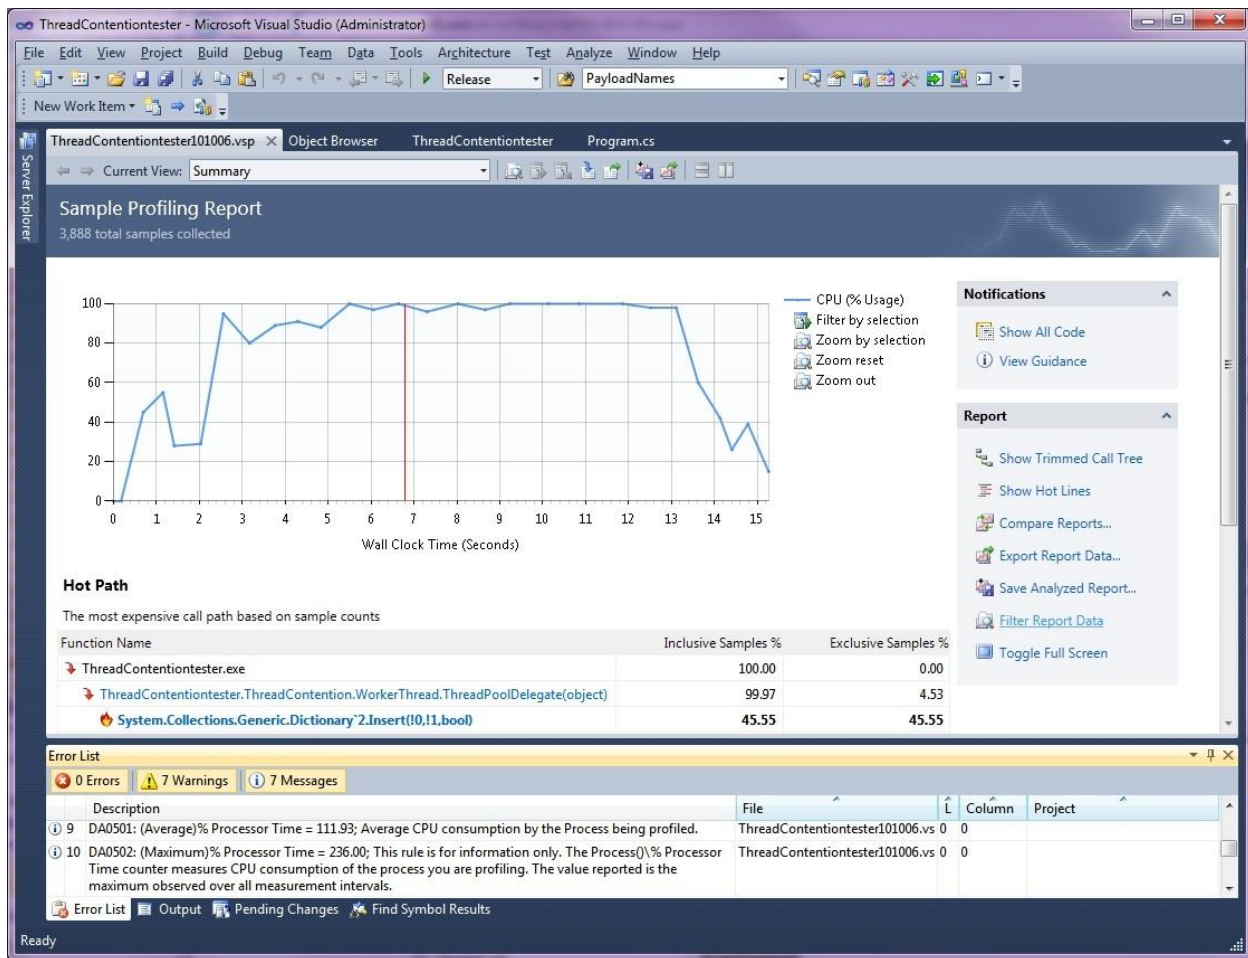 ThreadContentiontester - Microsoft Visual Studio (Administrator)
File Edit View Project Build Debug Team Data Tools Architecture Test Analyze Window Help
Release PayloadNames
New Work Item
Server Explorer
ThreadContentiontester101006.vsp Object Browser ThreadContentiontester Program.cs
Current View: Summary
Sample Profiling Report
3,888 total samples collected
100
80
60
40
20
0
0 1 2 3 4 5 6 7 8 9 10 11 12 13 14 15
Wall Clock Time (Seconds)
CPU (% Usage)
Filter by selection
Zoom by selection
Zoom reset
Zoom out
Notifications
Show All Code
View Guidance
Report
Show Trimmed Call Tree
Show Hot Lines
Compare Reports...
Export Report Data...
Save Analyzed Report...
Filter Report Data
Toggle Full Screen
Hot Path
The most expensive call path based on sample counts
Function Name Inclusive Samples % Exclusive Samples %
ThreadContentiontester.exe 100.00 0.00
ThreadContentiontester.ThreadContention.WorkerThread.ThreadPoolDelegate(object) 99.97 4.53
System.Collections.Generic.Dictionary`2.Insert(!0,!1,bool) 45.55 45.55
Error List
0 Errors 7 Warnings 7 Messages
Description File L Column Project
9 DA0501: (Average)% Processor Time = 111.93; Average CPU consumption by the Process being profiled. ThreadContentiontester101006.vs 0 0
10 DA0502: (Maximum)% Processor Time = 236.00; This rule is for information only. The Process()\% Processor ThreadContentiontester101006.vs 0 0
Time counter measures CPU consumption of the process you are profiling. The value reported is the
maximum observed over all measurement intervals.
Error List Output Pending Changes Find Symbol Results
Ready